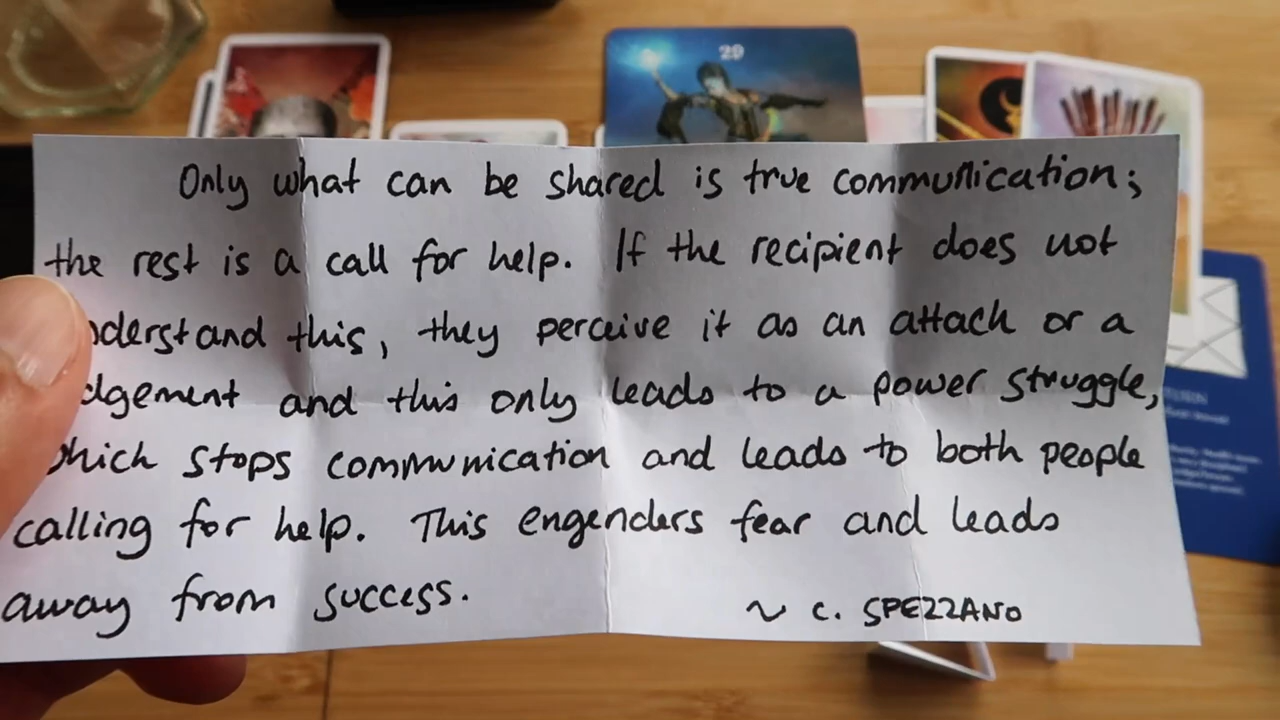 29
Only what can be shared is true communication;
the rest is a call for help. If the recipient does not
nderstand this, they perceive it as an attack or a
dgement and this only leads to a power struggle,
which stops communication and leads to both people
calling for help. This engenders fear and leads
away from success.
~ C. SPEZZANO